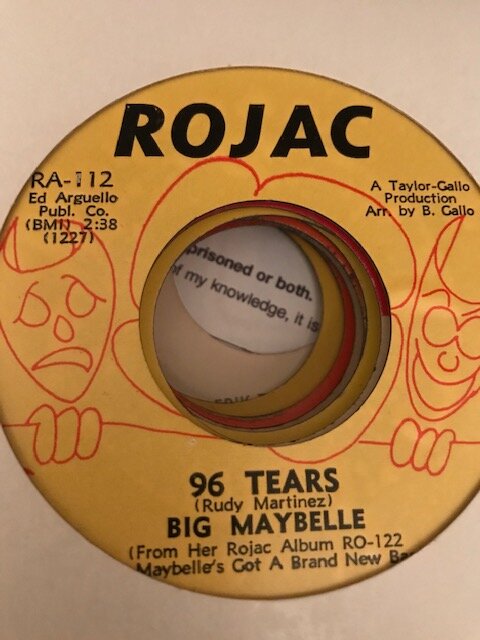 ROJAC
RA-112
Ed Arguello
Publ. Co.
(BMI) 2:38
(1227)
A Taylor-Gallo
Production
Arr. by B. Gallo
prisoned or both.
of my knowledge, it is
96 TEARS
(Rudy Martinez)
BIG MAYBELLE
(From Her Rojac Album RO-122
Maybelle's Got A Brand New